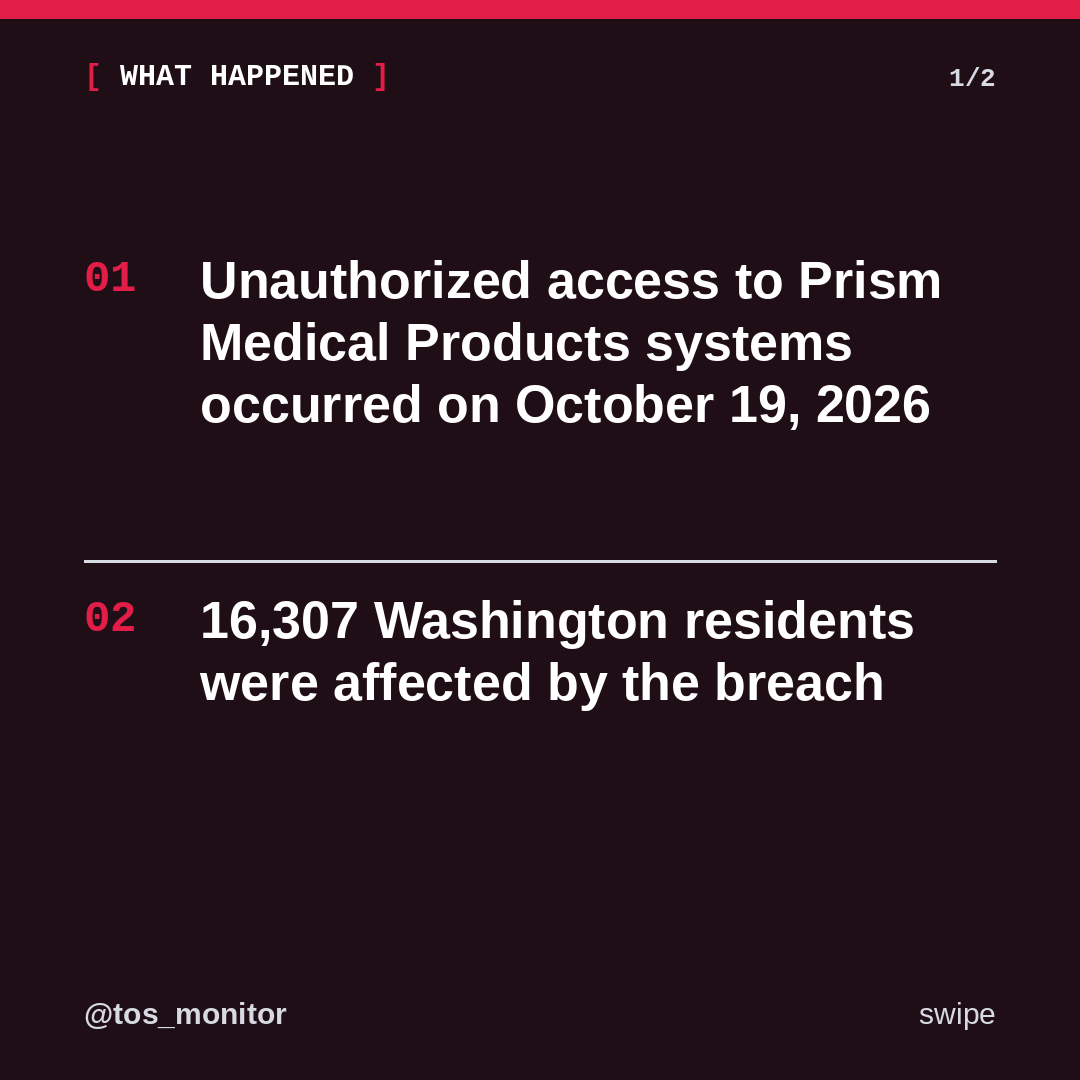 [ WHAT HAPPENED ]
1/2
01
Unauthorized access to Prism
Medical Products systems
occurred on October 19, 2026
02
16,307 Washington residents
were affected by the breach
@tos_monitor
swipe